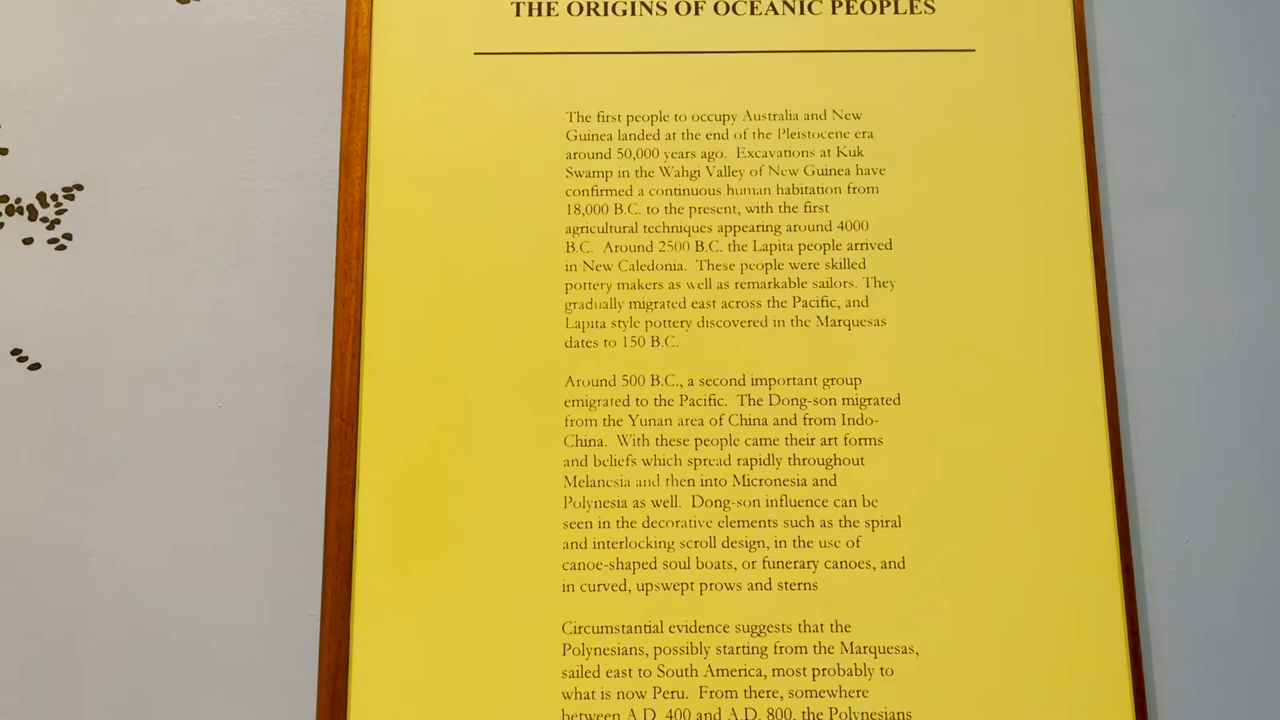 THE ORIGINS OF OCEANIC PEOPLES
The first people to occupy Australia and New
Guinea landed at the end of the Pleistocene era
around 50,000 years ago. Excavations at Kuk
Swamp in the Wahgi Valley of New Guinea have
confirmed a continuous human habitation from
18,000 B.C. to the present, with the first
agricultural techniques appearing around 4000
B.C. Around 2500 B.C. the Lapita people arrived
in New Caledonia. These people were skilled
pottery makers as well as remarkable sailors. They
gradually migrated east across the Pacific, and
Lapita style pottery discovered in the Marquesas
dates to 150 B.C.
Around 500 B.C., a second important group
emigrated to the Pacific. The Dong-son migrated
from the Yunan area of China and from Indo-
China. With these people came their art forms
and beliefs which spread rapidly throughout
Melanesia and then into Micronesia and
Polynesia as well. Dong-son influence can be
seen in the decorative elements such as the spiral
and interlocking scroll design, in the use of
canoe-shaped soul boats, or funerary canoes, and
in curved, upswept prows and sterns
Circumstantial evidence suggests that the
Polynesians, possibly starting from the Marquesas,
sailed east to South America, most probably to
what is now Peru. From there, somewhere
between A.D. 400 and A.D. 800, the Polynesians